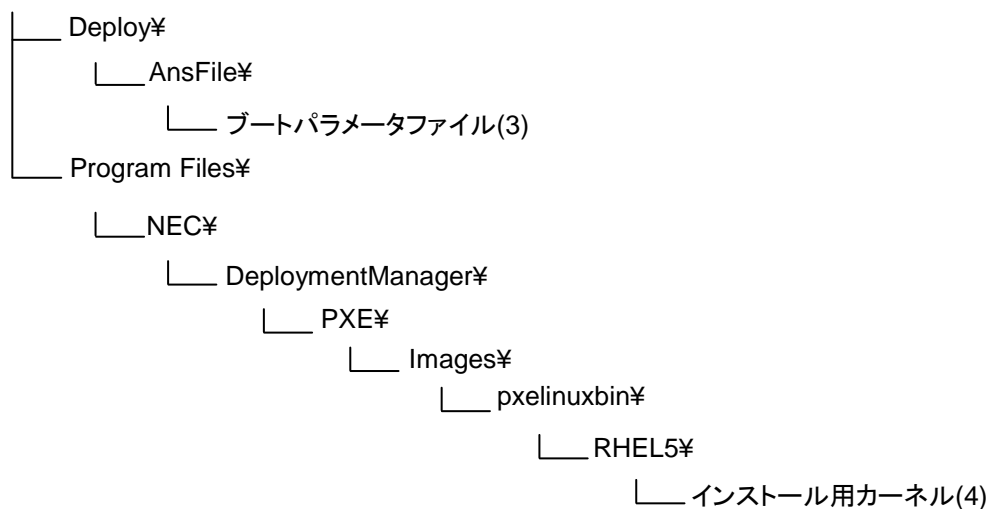 Deploy¥
AnsFile¥
ブートパラメータファイル(3)
Program Files¥
NEC¥
DeploymentManager¥
PXE¥
Images¥
pxelinuxbin¥
RHEL5¥
インストール用カーネル(4)